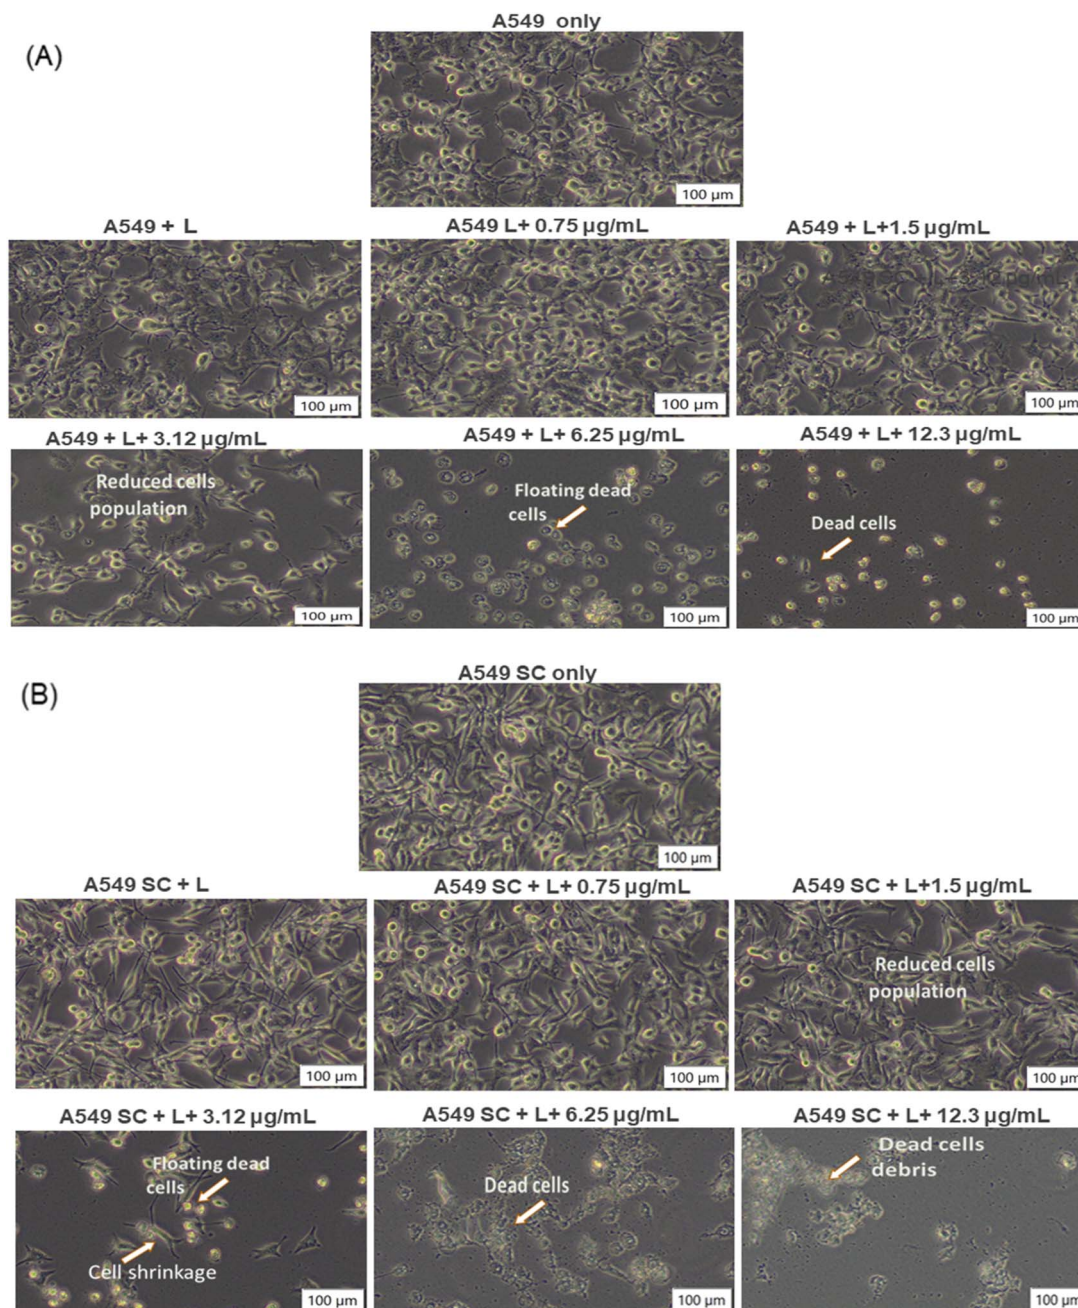 A549 only
(A)
100 µm
A549 + L
A549 L+ 0.75 µg/mL
A549 + L+1.5 µg/mL
100 µm
100 µm
100 µm
A549 + L+ 3.12 µg/mL
A549 + L+ 6.25 µg/mL
A549 + L+ 12.3 µg/mL
Reduced cells
population
Floating dead
cells
Dead cells
100 µm
100 µm
100 µm
A549 SC only
(B)
100 µm
A549 SC + L
A549 SC + L+ 0.75 µg/mL
A549 SC + L+1.5 µg/mL
Reduced cells
population
100 µm
100 µm
100 µm
A549 SC + L+ 3.12 µg/mL
A549 SC + L+ 6.25 µg/mL
A549 SC + L+ 12.3 µg/mL
Floating dead
cells
Cell shrinkage
Dead cells
Dead cells
debris
100 µm
100 µm
100 µm